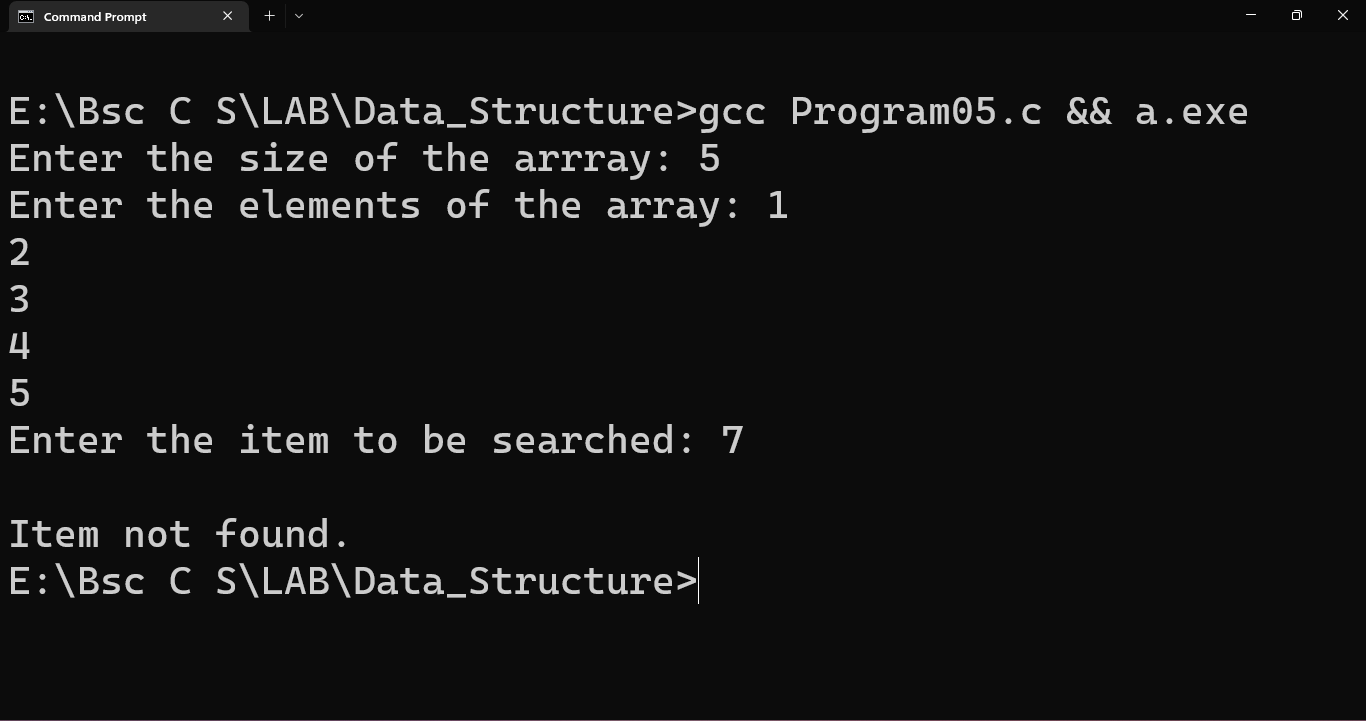 Command Prompt
E:\Bsc C S\LAB\Data_Structure>gcc Program05.c && a.exe
Enter the size of the arrray: 5
Enter the elements of the array: 1
2
3
4
5
Enter the item to be searched: 7
Item not found.
E:\Bsc C S\LAB\Data_Structure>